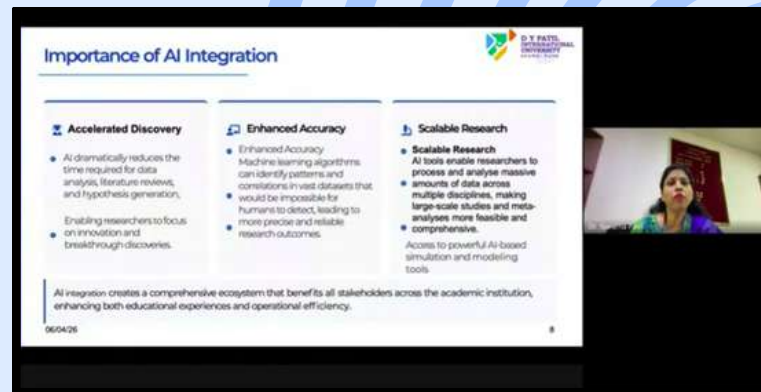 Importance of AI Integration
D Y PATIL
INTERNATIONAL
UNIVERSITY
Accelerated Discovery
AI dramatically reduces the
time required for data
analysis, literature reviews,
and hypothesis generation,
Enabling researchers to focus
on innovation and
breakthrough discoveries.
Enhanced Accuracy
Enhanced Accuracy
Machine learning algorithms
can identify patterns and
correlations in vast datasets that
would be impossible for
humans to detect, leading to
more precise and reliable
research outcomes.
Scalable Research
Scalable Research
AI tools enable researchers to
process and analyse massive
amounts of data across
multiple disciplines, making
large-scale studies and meta-
analyses more feasible and
comprehensive.
Access to powerful AI-based
simulation and modeling
tools
AI integration creates a comprehensive ecosystem that benefits all stakeholders across the academic institution,
enhancing both educational experiences and operational efficiency.
06/04/26
8